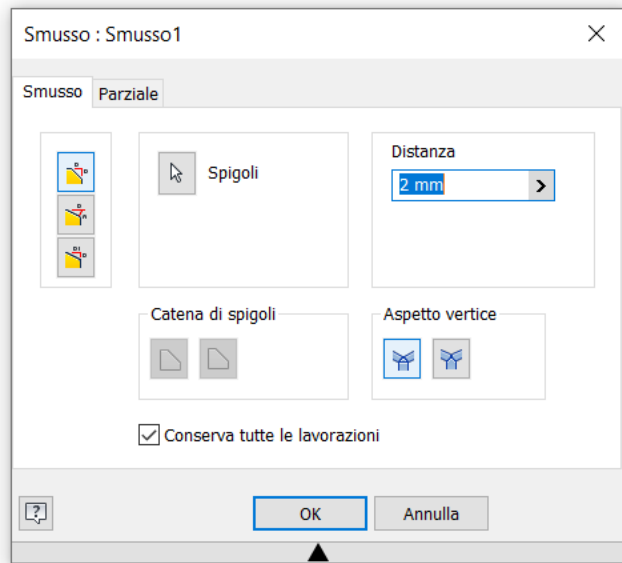 Smusso : Smusso1
Smusso
Parziale
Spigoli
Distanza
2 mm
Catena di spigoli
Aspetto vertice
Conserva tutte le lavorazioni
OK
Annulla